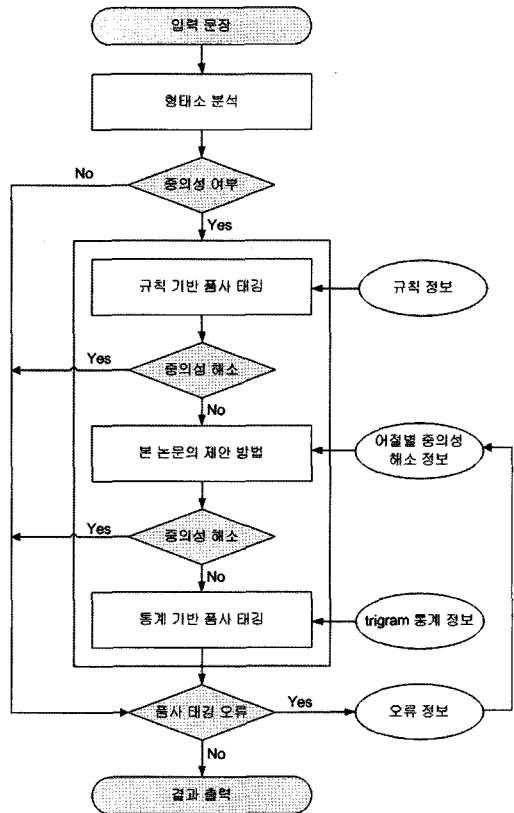 입력 문장
형태소 분석
중의성 여부
No
Yes
규칙 기반 품사 태깅
규칙 정보
중의성 해소
Yes
No
본 논문의 제안 방법
어절별 중의성
해소 정보
중의성 해소
Yes
No
통계 기반 품사 태깅
trigram 통계 정보
품사 태깅 오류
Yes
오류 정보
No
결과 출력